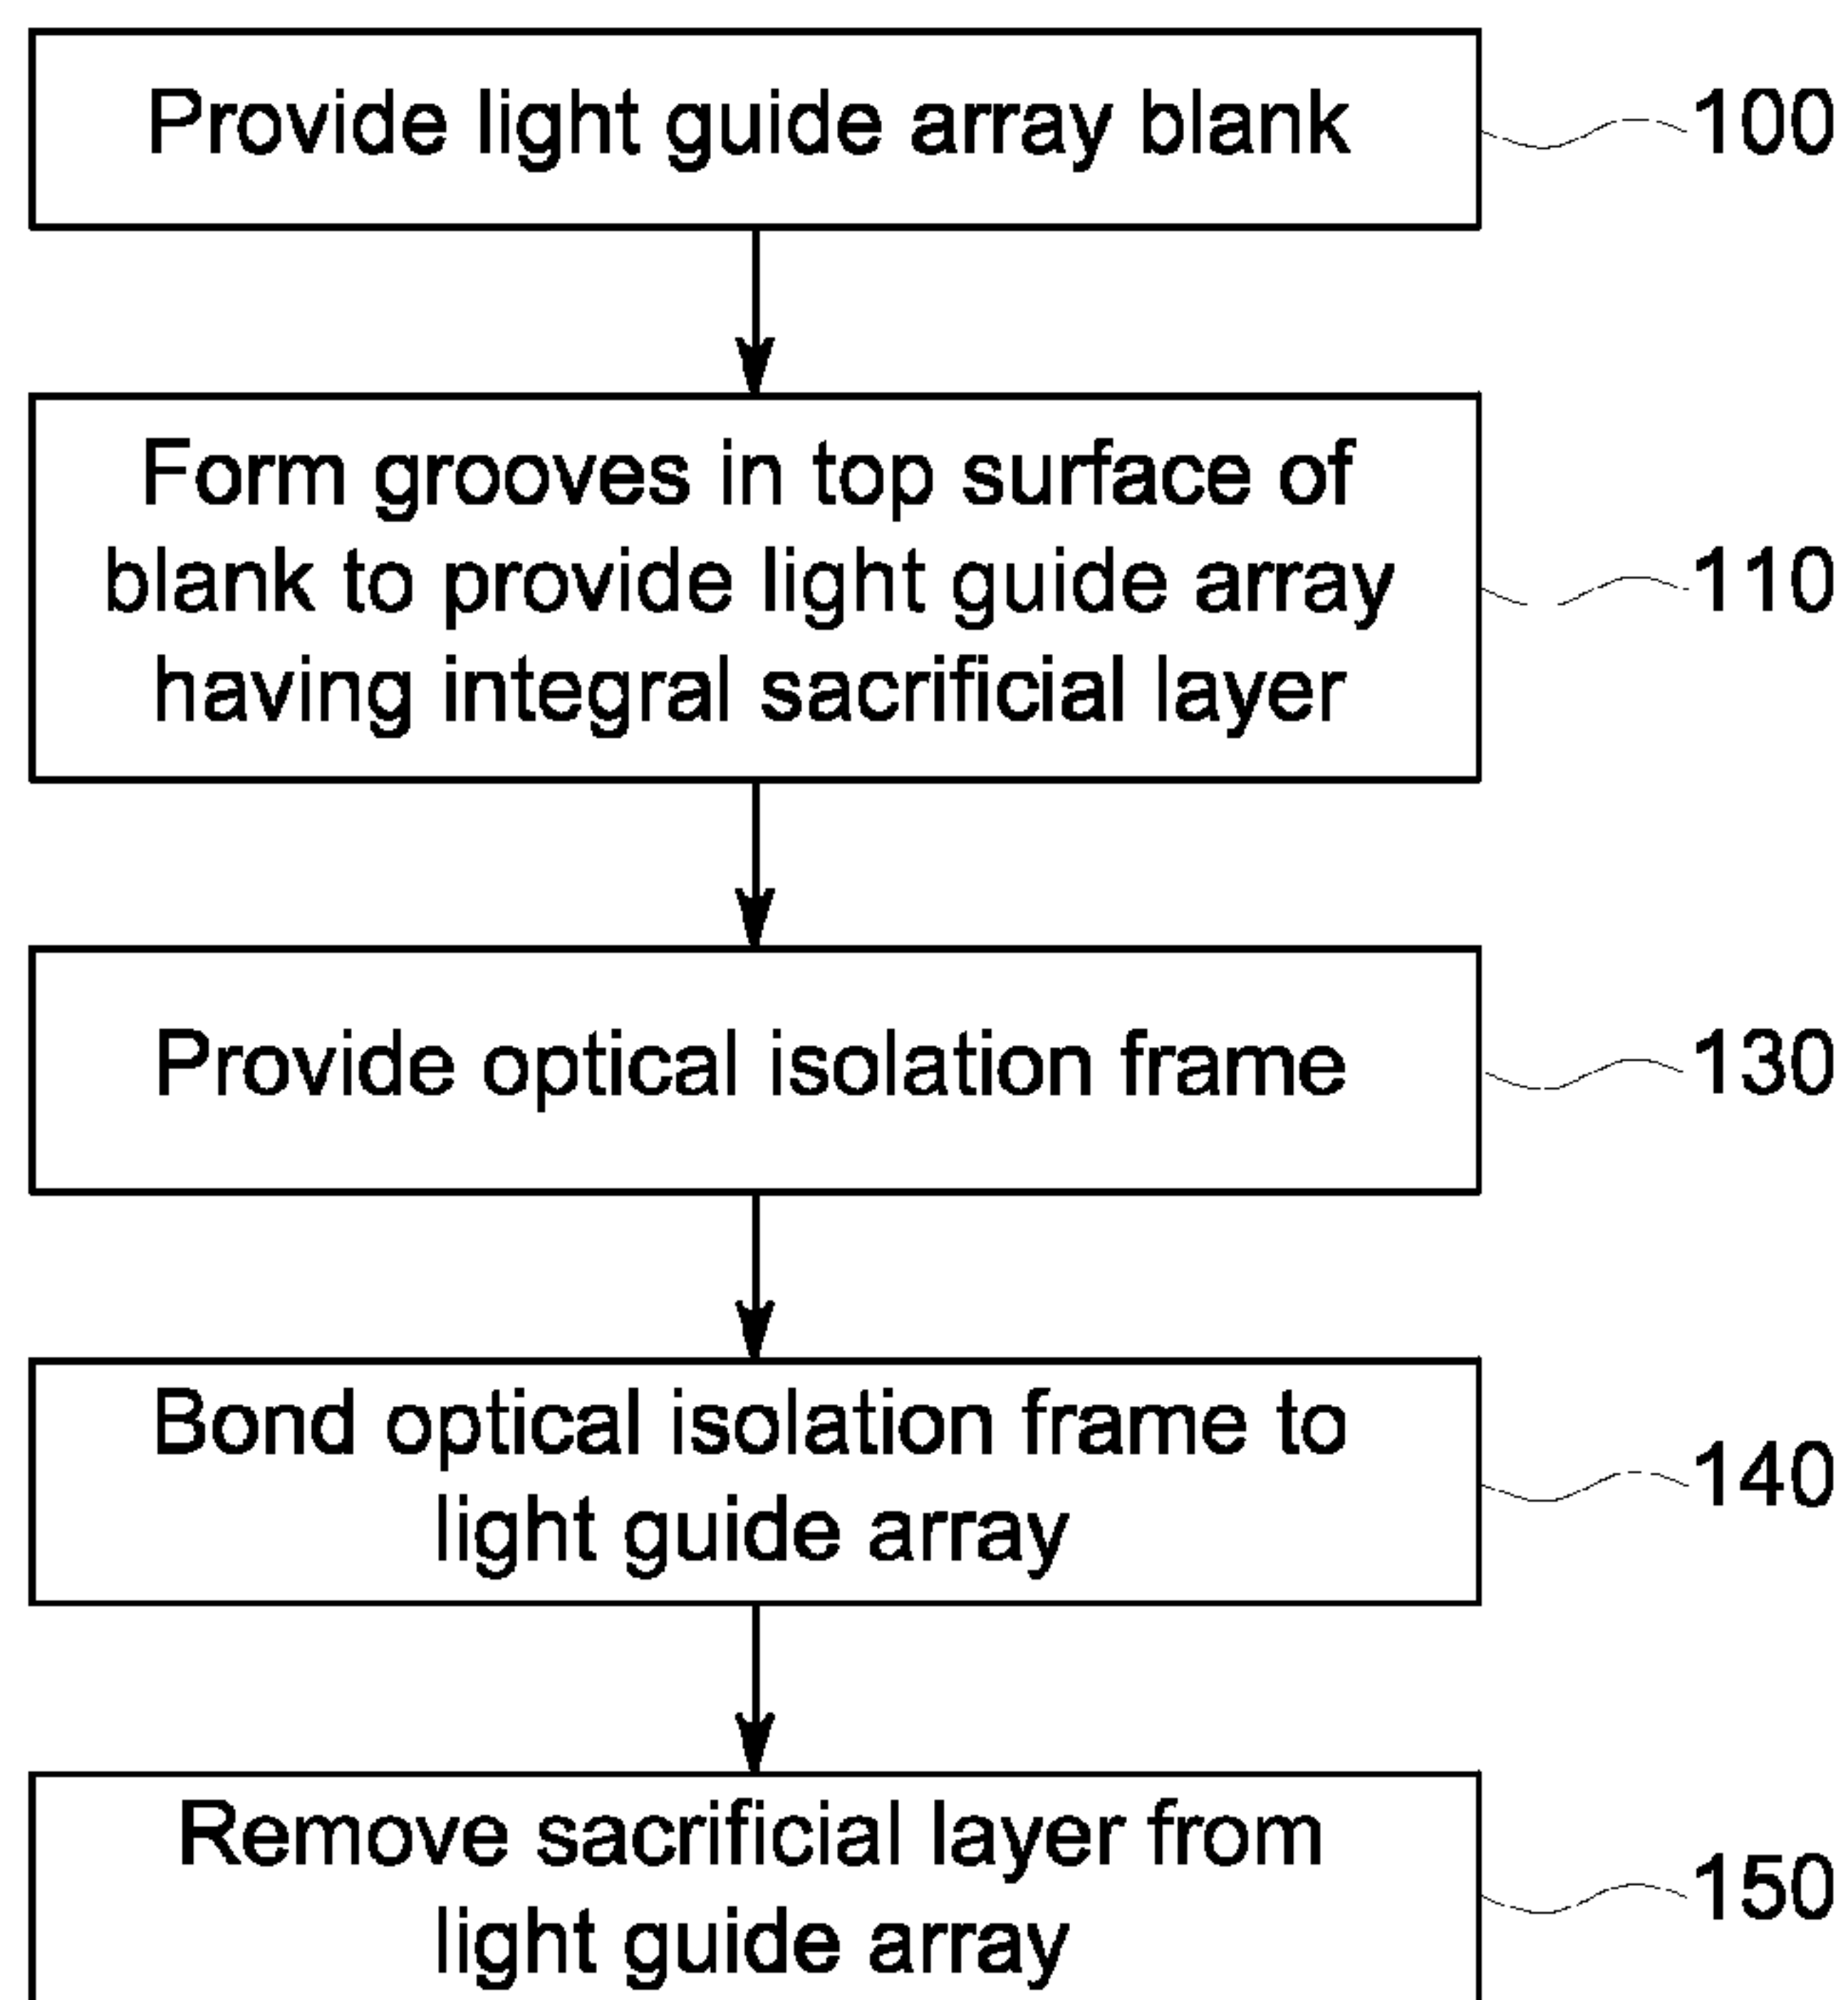 Provide light guide array blank
100
Form grooves in top surface of
blank to provide light guide array
having integral sacrificial layer
110
Provide optical isolation frame
130
Bond optical isolation frame to
light guide array
140
Remove sacrificial layer from
light guide array
150